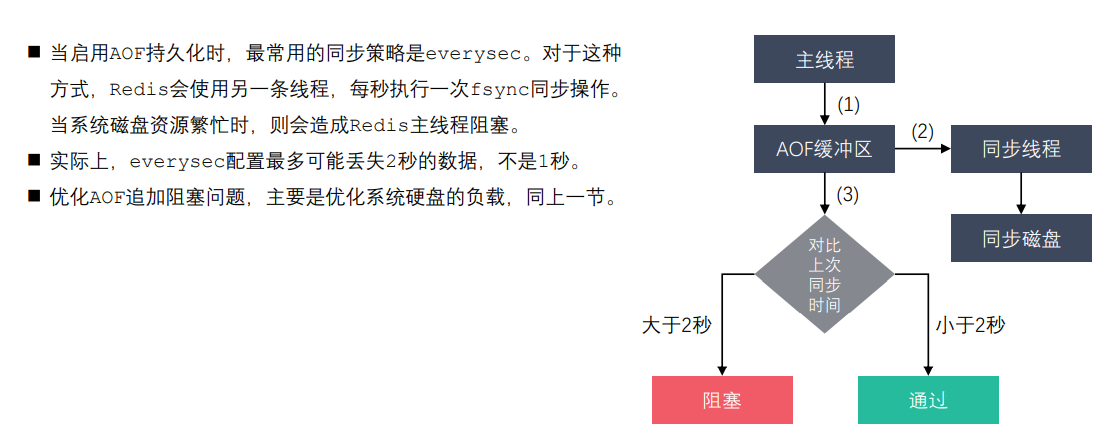 ■ 当启用AOF持久化时，最常用的同步策略是everysec。对于这种
方式，Redis会使用另一条线程，每秒执行一次fsync同步操作。
当系统磁盘资源繁忙时，则会造成Redis主线程阻塞。
■ 实际上，everysec配置最多可能丢失2秒的数据，不是1秒。
■ 优化AOF追加阻塞问题，主要是优化系统硬盘的负载，同上一节。
主线程
(1)
AOF缓冲区
(2)
同步线程
(3)
同步磁盘
对比
上次
同步
时间
大于2秒
小于2秒
阻塞
通过